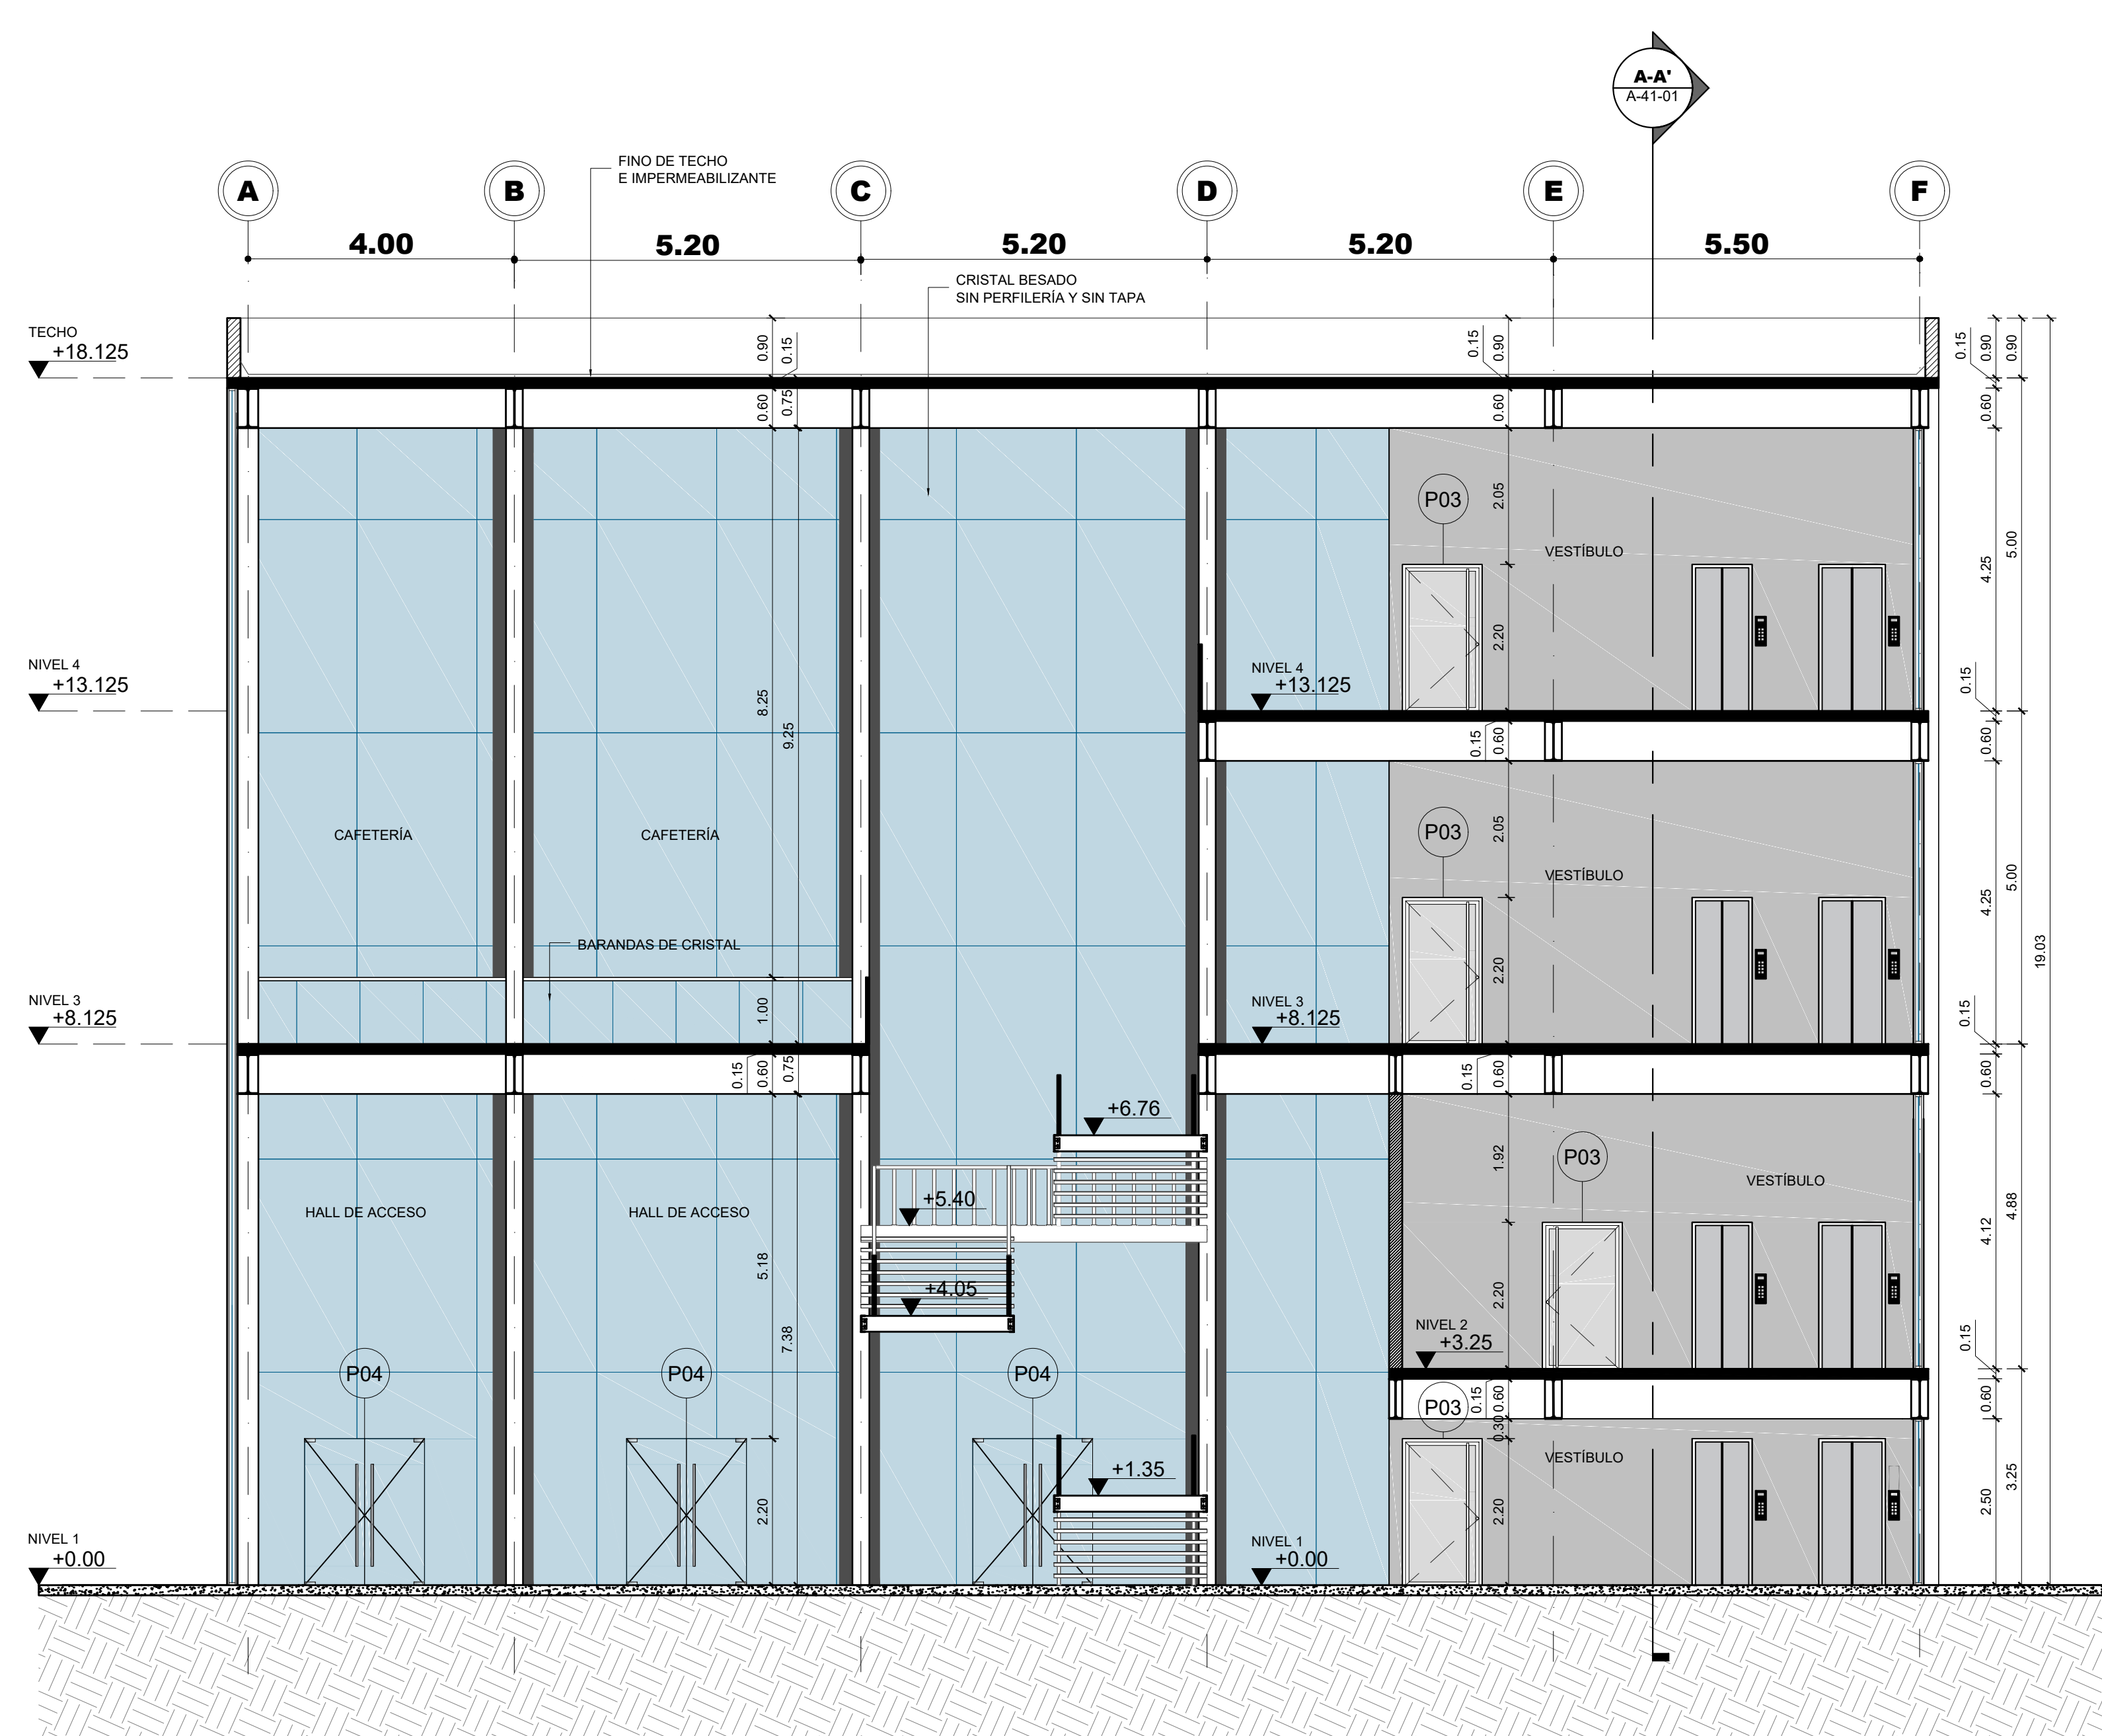 A-A'
A-41-01
FINO DE TECHO
E IMPERMEABILIZANTE
A
B
C
D
E
F
4.00
5.20
5.20
5.20
5.50
CRISTAL BESADO
SIN PERFILERÍA Y SIN TAPA
TECHO
+18.125
0.90
0.15
0.15
0.90
0.15
0.90
0.90
0.60
0.75
0.60
0.60
P03
2.05
VESTÍBULO
4.25
5.00
2.20
NIVEL 4
+13.125
NIVEL 4
+13.125
8.25
9.25
0.15
0.15
0.60
0.60
CAFETERÍA
CAFETERÍA
P03
2.05
VESTÍBULO
4.25
5.00
19.03
BARANDAS DE CRISTAL
2.20
NIVEL 3
+8.125
1.00
NIVEL 3
+8.125
0.15
0.15
0.60
0.75
0.15
0.60
0.60
+6.76
1.92
P03
VESTÍBULO
HALL DE ACCESO
HALL DE ACCESO
+5.40
4.12
4.88
5.18
+4.05
2.20
NIVEL 2
+3.25
7.38
0.15
P04
P04
P04
P03
0.15
0.60
0.30
0.60
VESTÍBULO
+1.35
2.20
2.20
2.50
3.25
NIVEL 1
+0.00
NIVEL 1
+0.00